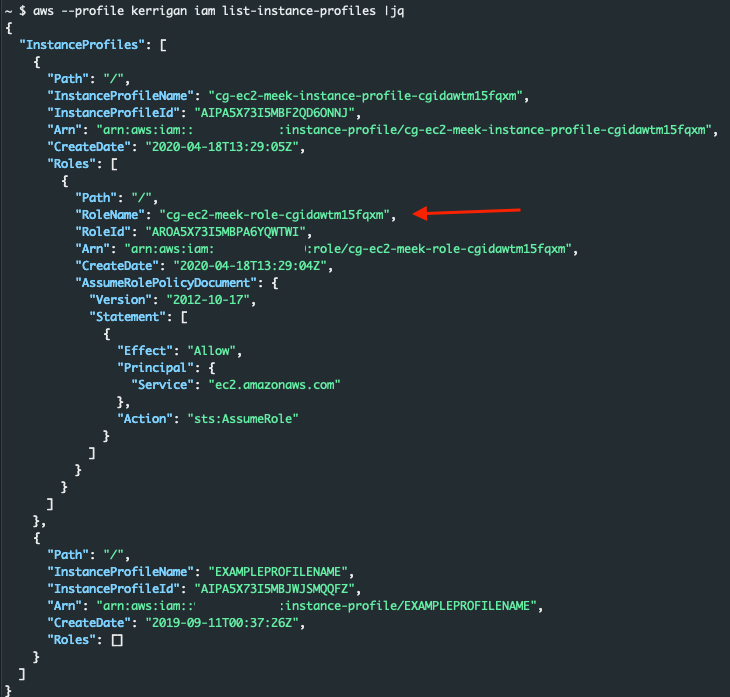 ~ $ aws --profile kerrigan iam list-instance-profiles |jq
{
  "InstanceProfiles": [
    {
      "Path": "/",
      "InstanceProfileName": "cg-ec2-meek-instance-profile-cgidawtm15fqxm",
      "InstanceProfileId": "AIPA5X73I5MBF2QD6ONNJ",
      "Arn": "arn:aws:iam:: :instance-profile/cg-ec2-meek-instance-profile-cgidawtm15fqxm",
      "CreateDate": "2020-04-18T13:29:05Z",
      "Roles": [
        {
          "Path": "/",
          "RoleName": "cg-ec2-meek-role-cgidawtm15fqxm",
          "RoleId": "AROA5X73I5MBPA6YQWTWI",
          "Arn": "arn:aws:iam: :role/cg-ec2-meek-role-cgidawtm15fqxm",
          "CreateDate": "2020-04-18T13:29:04Z",
          "AssumeRolePolicyDocument": {
            "Version": "2012-10-17",
            "Statement": [
              {
                "Effect": "Allow",
                "Principal": {
                  "Service": "ec2.amazonaws.com"
                },
                "Action": "sts:AssumeRole"
              }
            ]
          }
        }
      ]
    },
    {
      "Path": "/",
      "InstanceProfileName": "EXAMPLEPROFILENAME",
      "InstanceProfileId": "AIPA5X73I5MBJWJSMQQFZ",
      "Arn": "arn:aws:iam:: :instance-profile/EXAMPLEPROFILENAME",
      "CreateDate": "2019-09-11T00:37:26Z",
      "Roles": []
    }
  ]
}